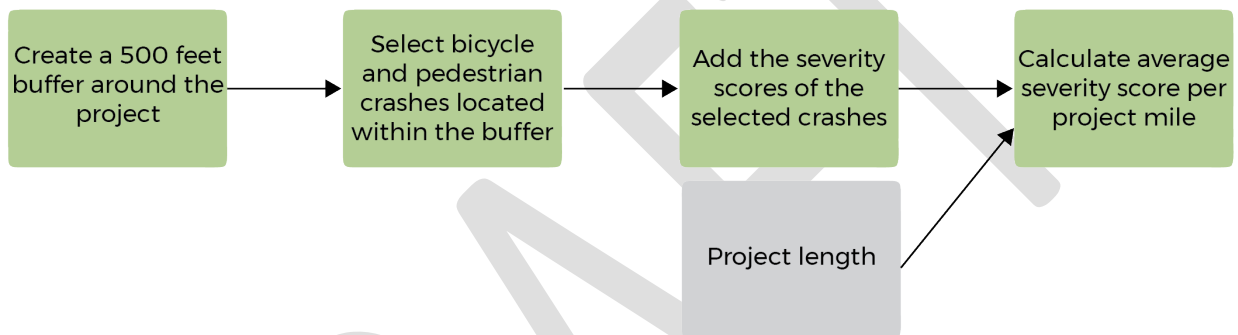 Create a 500 feet
buffer around the
project
Select bicycle
and pedestrian
crashes located
within the buffer
Add the severity
scores of the
selected crashes
Calculate average
severity score per
project mile
Project length